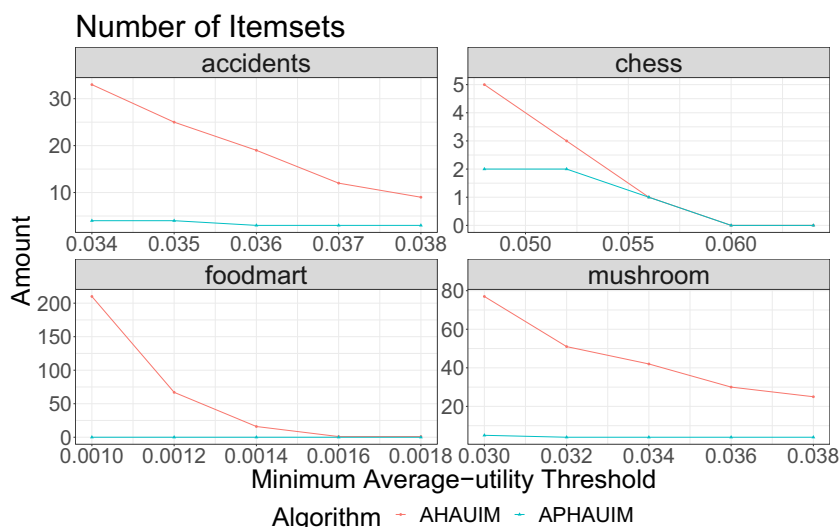 Number of Itemsets
accidents
chess
30
20
10
0.034 0.035 0.036 0.037 0.038
5
4
3
2
1
0
0.050 0.055 0.060
Amount
foodmart
mushroom
200
150
100
50
0
0.0010 0.0012 0.0014 0.0016 0.0018
80
60
40
20
0.030 0.032 0.034 0.036 0.038
Minimum Average−utility Threshold
Algorithm AHAUIM APHAUIM